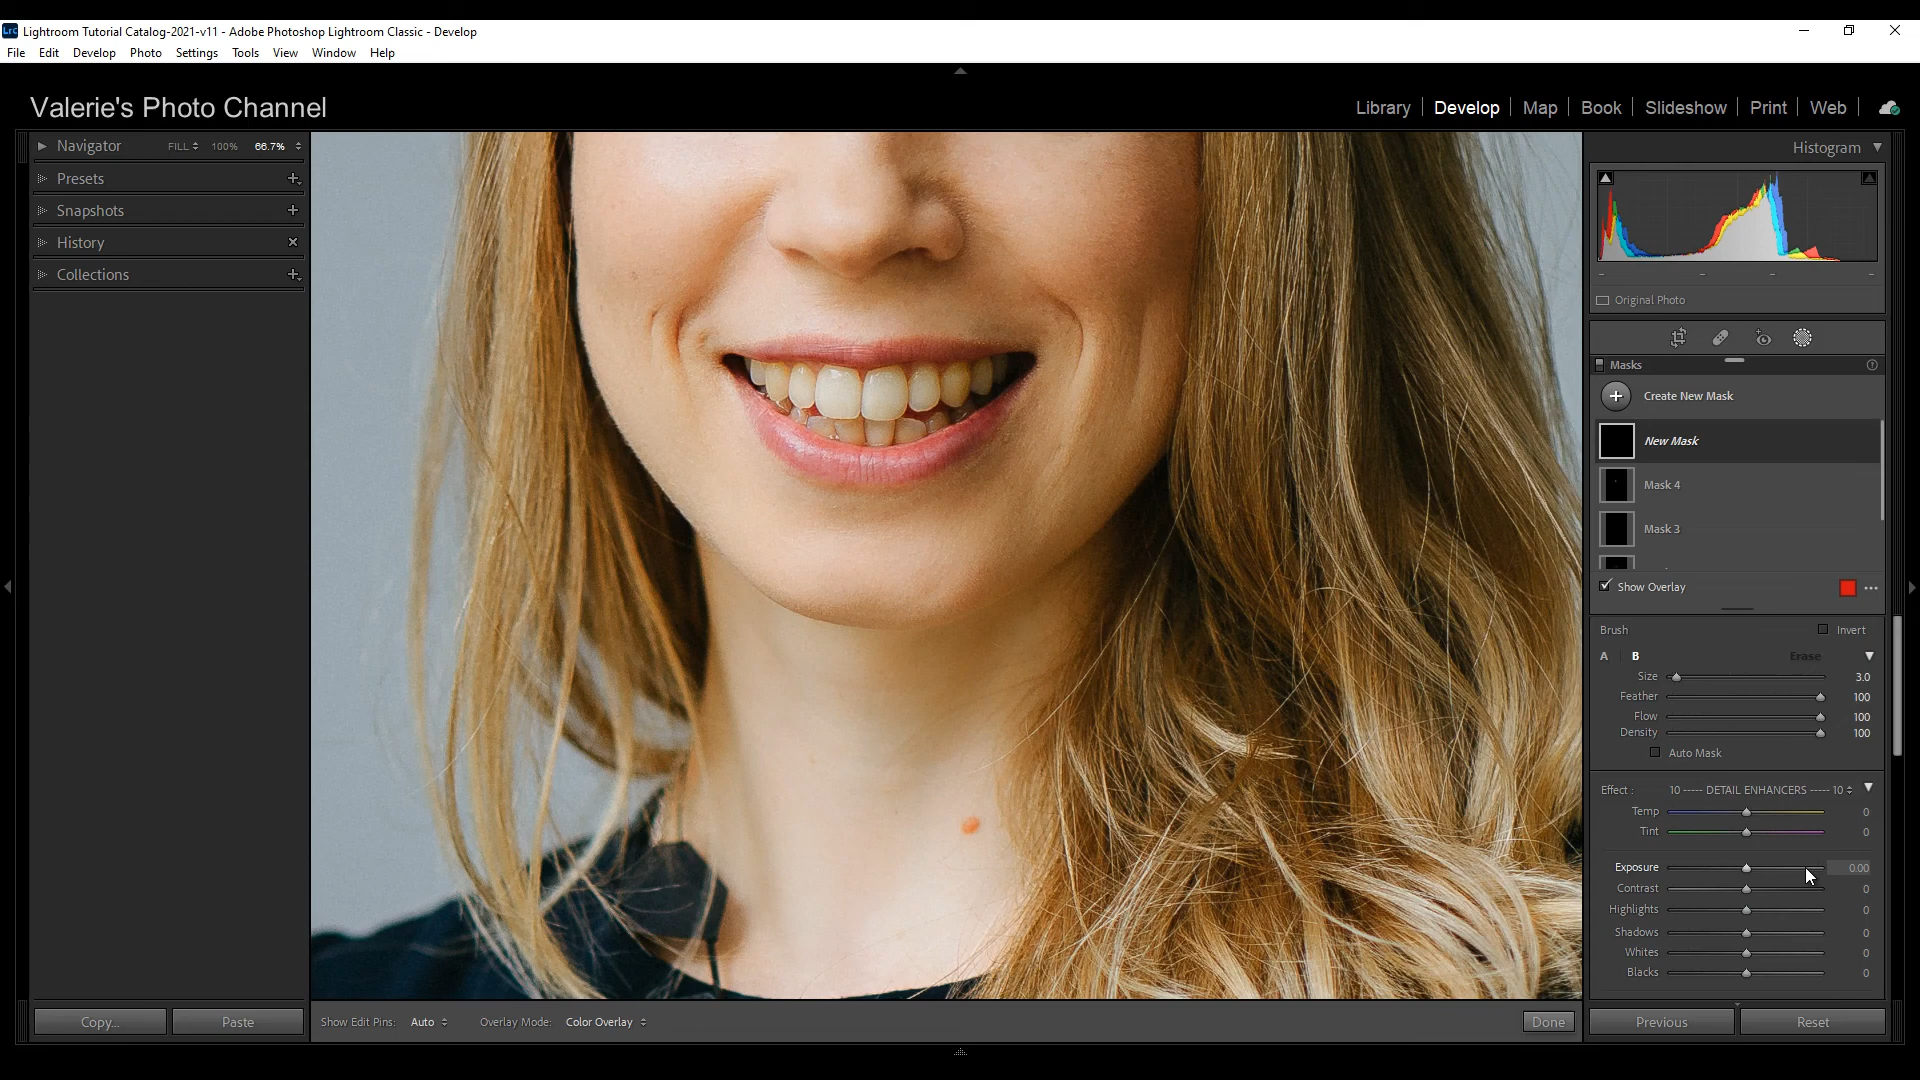 Lrc Lightroom Tutorial Catalog-2021-v11 - Adobe Photoshop Lightroom Classic - Develop
File Edit Develop Photo Settings Tools View Window Help
Valerie's Photo Channel
Library Develop Map Book Slideshow Print Web
Navigator FILL 100% 66.7%
Presets
Snapshots
History
Collections
Histogram
Original Photo
Masks
Create New Mask
New Mask
Mask 4
Mask 3
Show Overlay
Brush Invert
A B Erase
Size 3.0
Feather 100
Flow 100
Density 100
Auto Mask
Effect : 10 ----- DETAIL ENHANCERS ----- 10
Temp 0
Tint 0
Exposure 0.00
Contrast 0
Highlights 0
Shadows 0
Whites 0
Blacks 0
Copy... Paste
Show Edit Pins: Auto Overlay Mode: Color Overlay
Done
Previous Reset